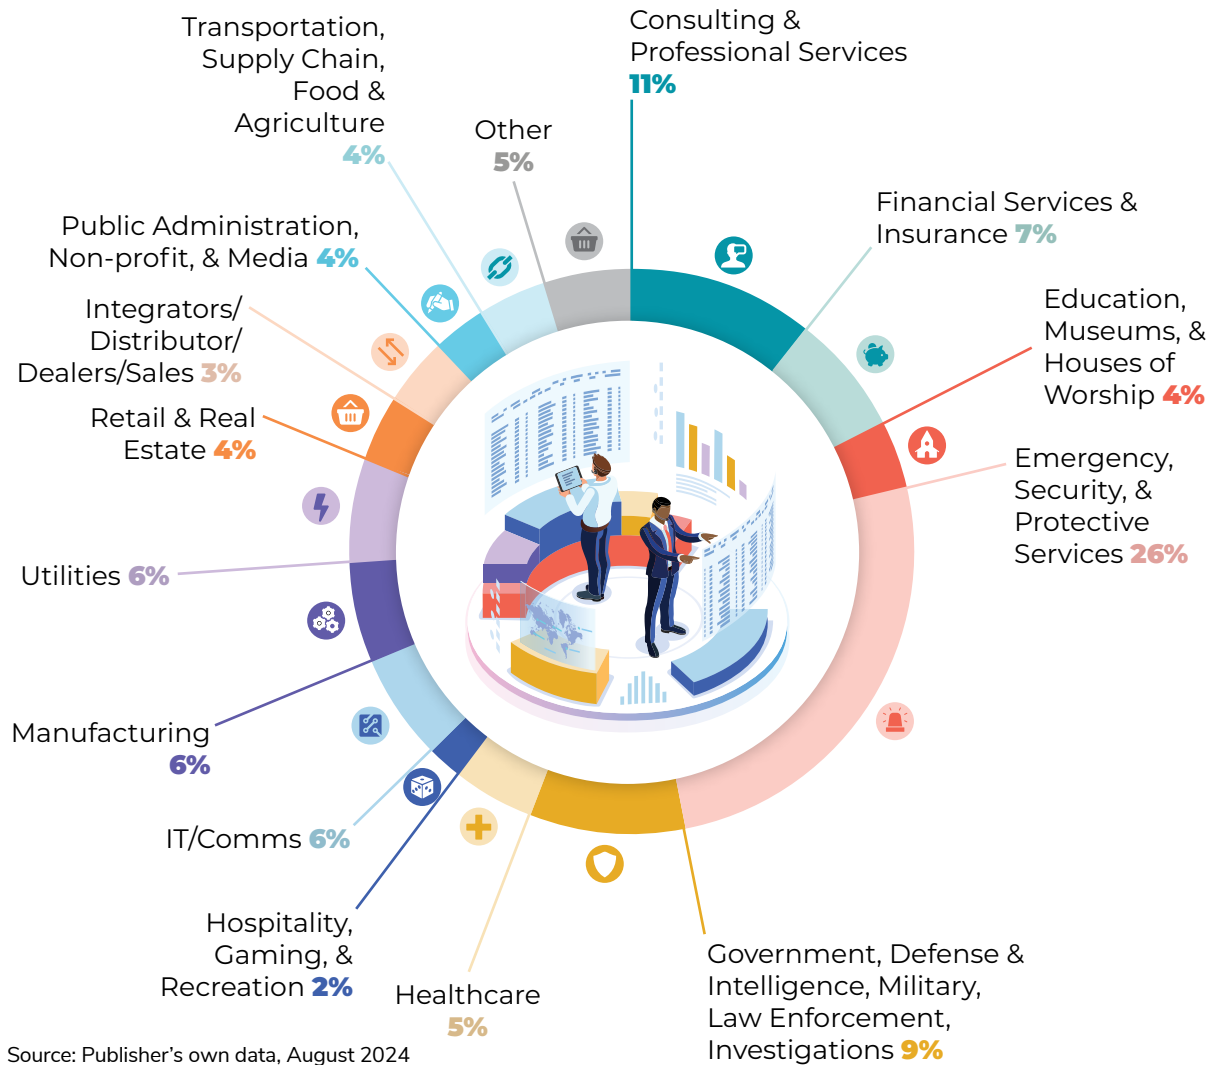 Consulting &
Professional Services
11%
Financial Services &
Insurance 7%
Education,
Museums, &
Houses of
Worship 4%
Emergency,
Security, &
Protective
Services 26%
Government, Defense &
Intelligence, Military,
Law Enforcement,
Investigations 9%
Healthcare
5%
Hospitality,
Gaming, &
Recreation 2%
IT/Comms 6%
Manufacturing
6%
Utilities 6%
Retail & Real
Estate 4%
Integrators/
Distributor/
Dealers/Sales 3%
Public Administration,
Non-profit, & Media 4%
Transportation,
Supply Chain,
Food &
Agriculture
4%
Other
5%
Source: Publisher’s own data, August 2024